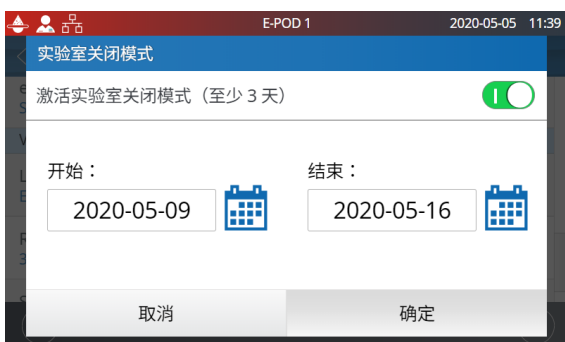 E-POD 1
2020-05-05 11:39
实验室关闭模式
激活实验室关闭模式（至少 3 天）
开始：
结束：
2020-05-09
2020-05-16
取消
确定